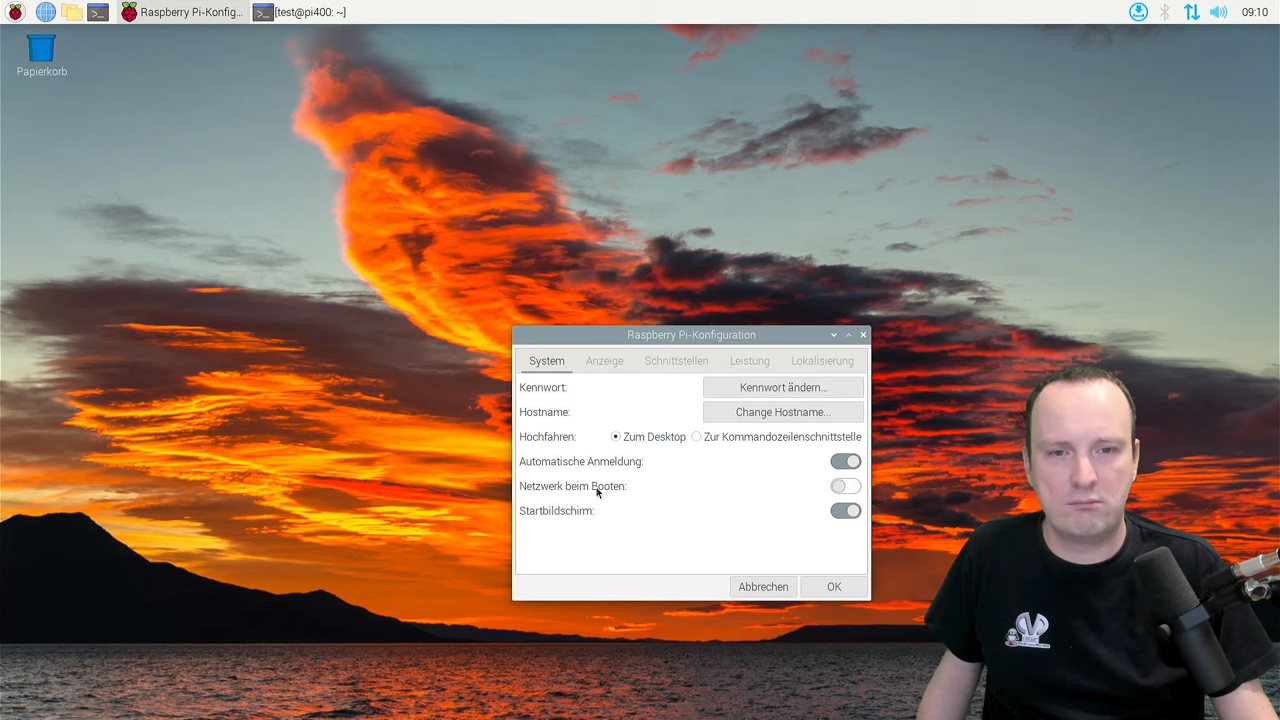 Raspberry Pi-Konfig...
[test@pi400: ~]
09:10
Papierkorb
Raspberry Pi-Konfiguration
System Anzeige Schnittstellen Leistung Lokalisierung
Kennwort: Kennwort ändern...
Hostname: Change Hostname...
Hochfahren: Zum Desktop Zur Kommandozeilenschnittstelle
Automatische Anmeldung:
Netzwerk beim Booten:
Startbildschirm:
Abbrechen OK